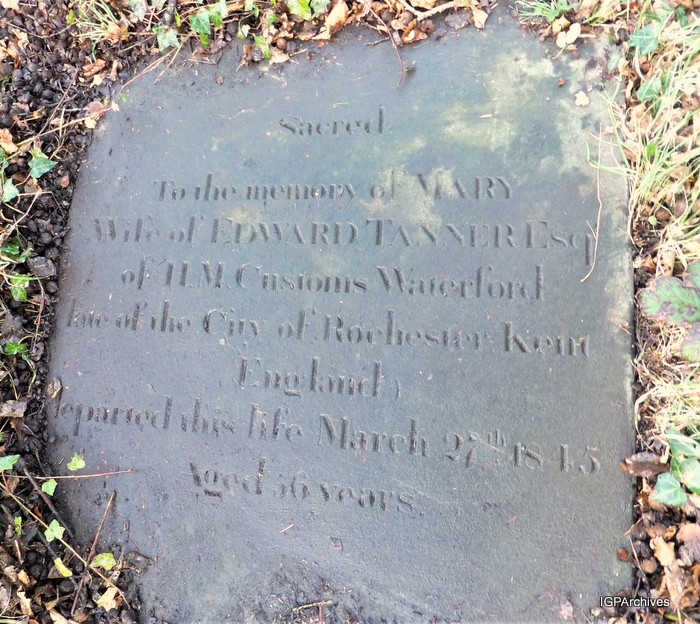 Sacred
To the memory of MARY
Wife of EDWARD TANNER Esq
of H.M. Customs Waterford
late of the City of Rochester Kent
England,
departed this life March 27th 1845
Aged 56 years.
IGPArchives